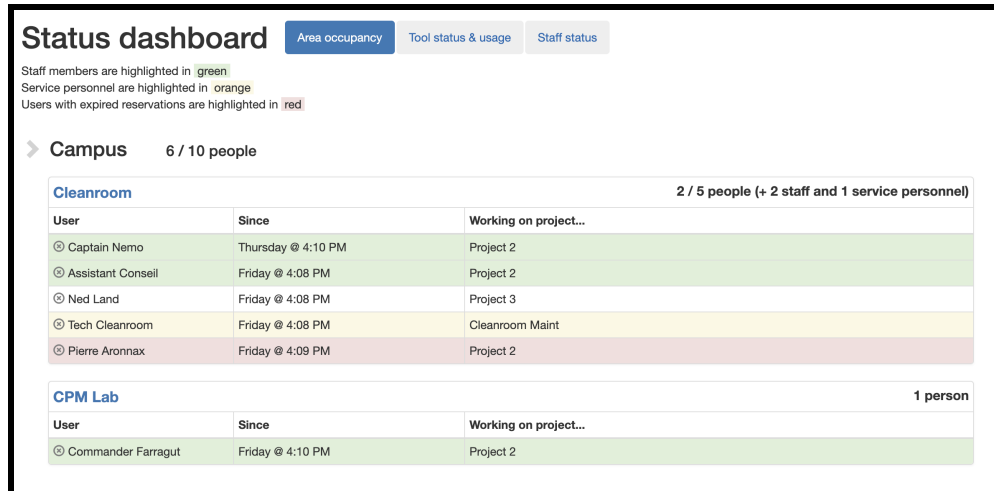 Status dashboard Area occupancy Tool status & usage Staff status
Staff members are highlighted in green
Service personnel are highlighted in orange
Users with expired reservations are highlighted in red
Campus 6 / 10 people
Cleanroom 2 / 5 people (+ 2 staff and 1 service personnel)
User Since Working on project...
Captain Nemo Thursday @ 4:10 PM Project 2
Assistant Conseil Friday @ 4:08 PM Project 2
Ned Land Friday @ 4:08 PM Project 3
Tech Cleanroom Friday @ 4:08 PM Cleanroom Maint
Pierre Aronnax Friday @ 4:09 PM Project 2
CPM Lab 1 person
User Since Working on project...
Commander Farragut Friday @ 4:10 PM Project 2